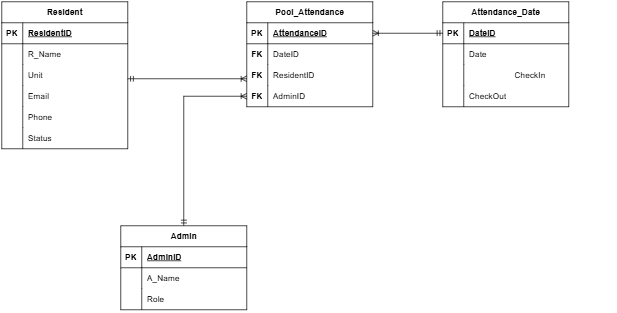 Resident
PK ResidentID
R_Name
Unit
Email
Phone
Status
Pool_Attendance
PK AttendanceID
FK DateID
FK ResidentID
FK AdminID
Attendance_Date
PK DateID
Date
CheckIn
CheckOut
Admin
PK AdminID
A_Name
Role